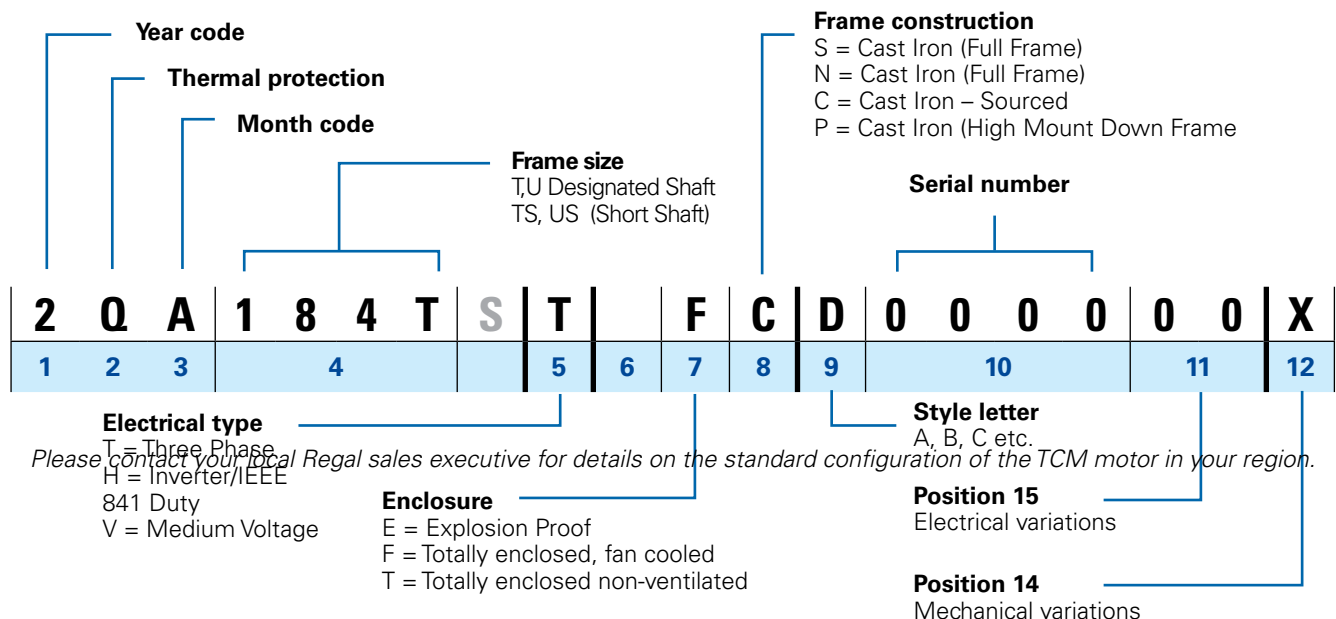 Year code
Thermal protection
Month code
Frame size
T,U Designated Shaft
TS, US (Short Shaft)
Frame construction
S = Cast Iron (Full Frame)
N = Cast Iron (Full Frame)
C = Cast Iron – Sourced
P = Cast Iron (High Mount Down Frame
Serial number
2 Q A 1 8 4 T S T F C D 0 0 0 0 0 0 X
1 2 3 4 5 6 7 8 9 10 11 12
Electrical type
T = Three Phase
H = Inverter/IEEE
841 Duty
V = Medium Voltage
Please contact your local Regal sales executive for details on the standard configuration of the TCM motor in your region.
Enclosure
E = Explosion Proof
F = Totally enclosed, fan cooled
T = Totally enclosed non-ventilated
Style letter
A, B, C etc.
Position 15
Electrical variations
Position 14
Mechanical variations